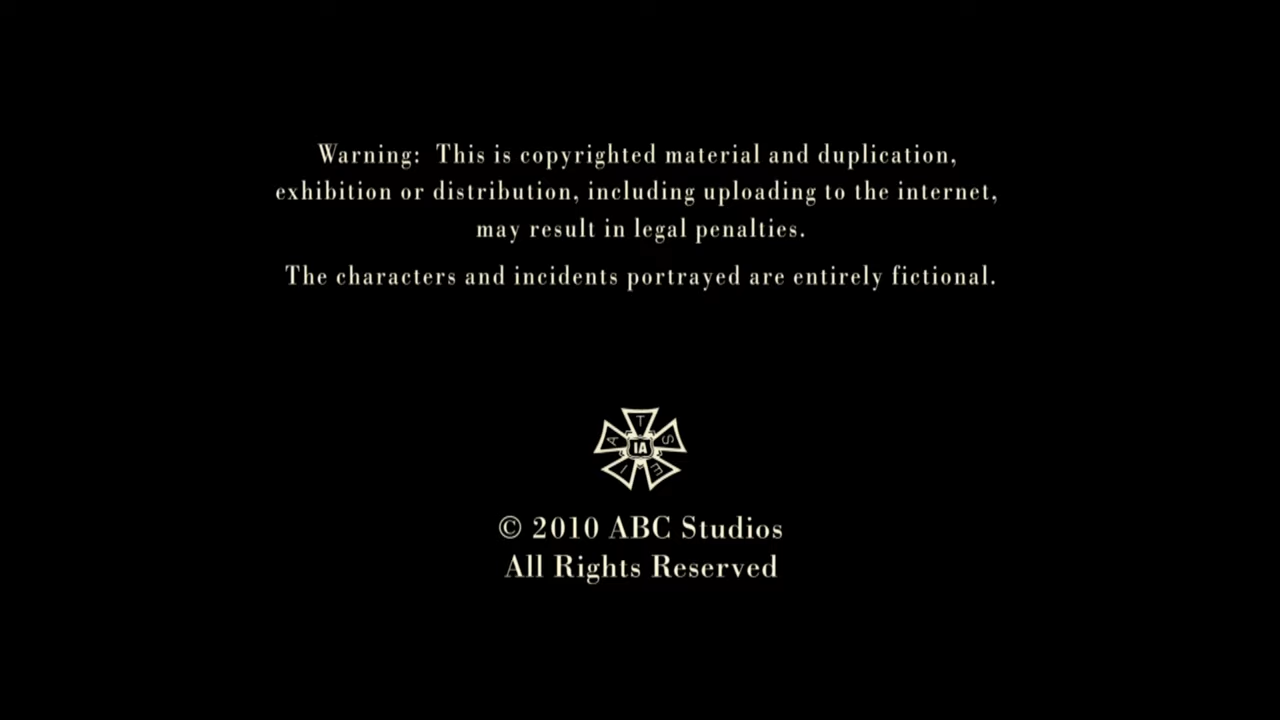 Warning:  This is copyrighted material and duplication,
exhibition or distribution, including uploading to the internet,
may result in legal penalties.
The characters and incidents portrayed are entirely fictional.
I A T S E
IA
© 2010 ABC Studios
All Rights Reserved